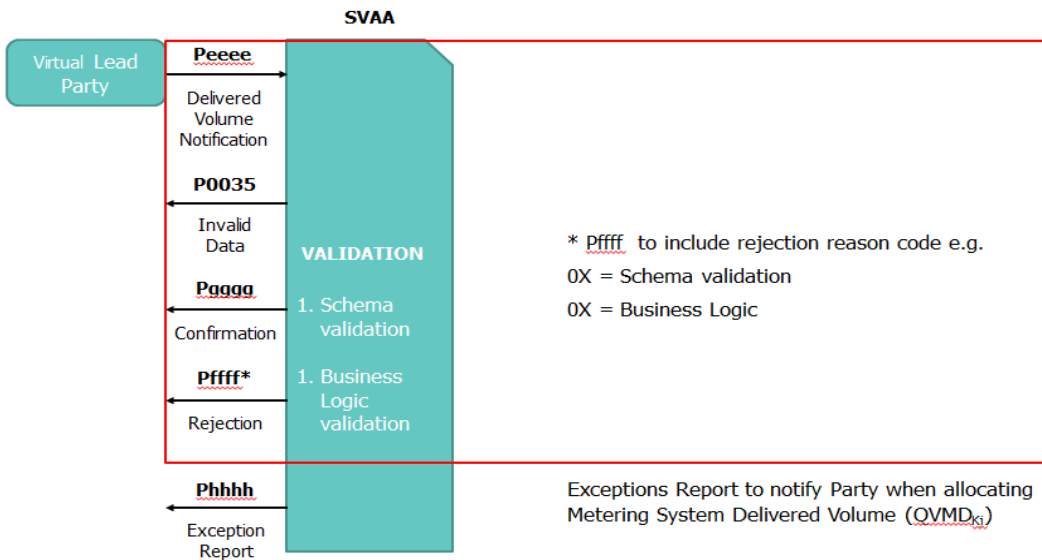 SVAA
Virtual Lead
Party
Peeee
Delivered
Volume
Notification
P0035
Invalid
Data
VALIDATION
Pgggg
1. Schema
validation
Confirmation
Pffff*
1. Business
Logic
validation
Rejection
* Pffff to include rejection reason code e.g.
0X = Schema validation
0X = Business Logic
Phhhh
Exception
Report
Exceptions Report to notify Party when allocating
Metering System Delivered Volume (QVMDKj)